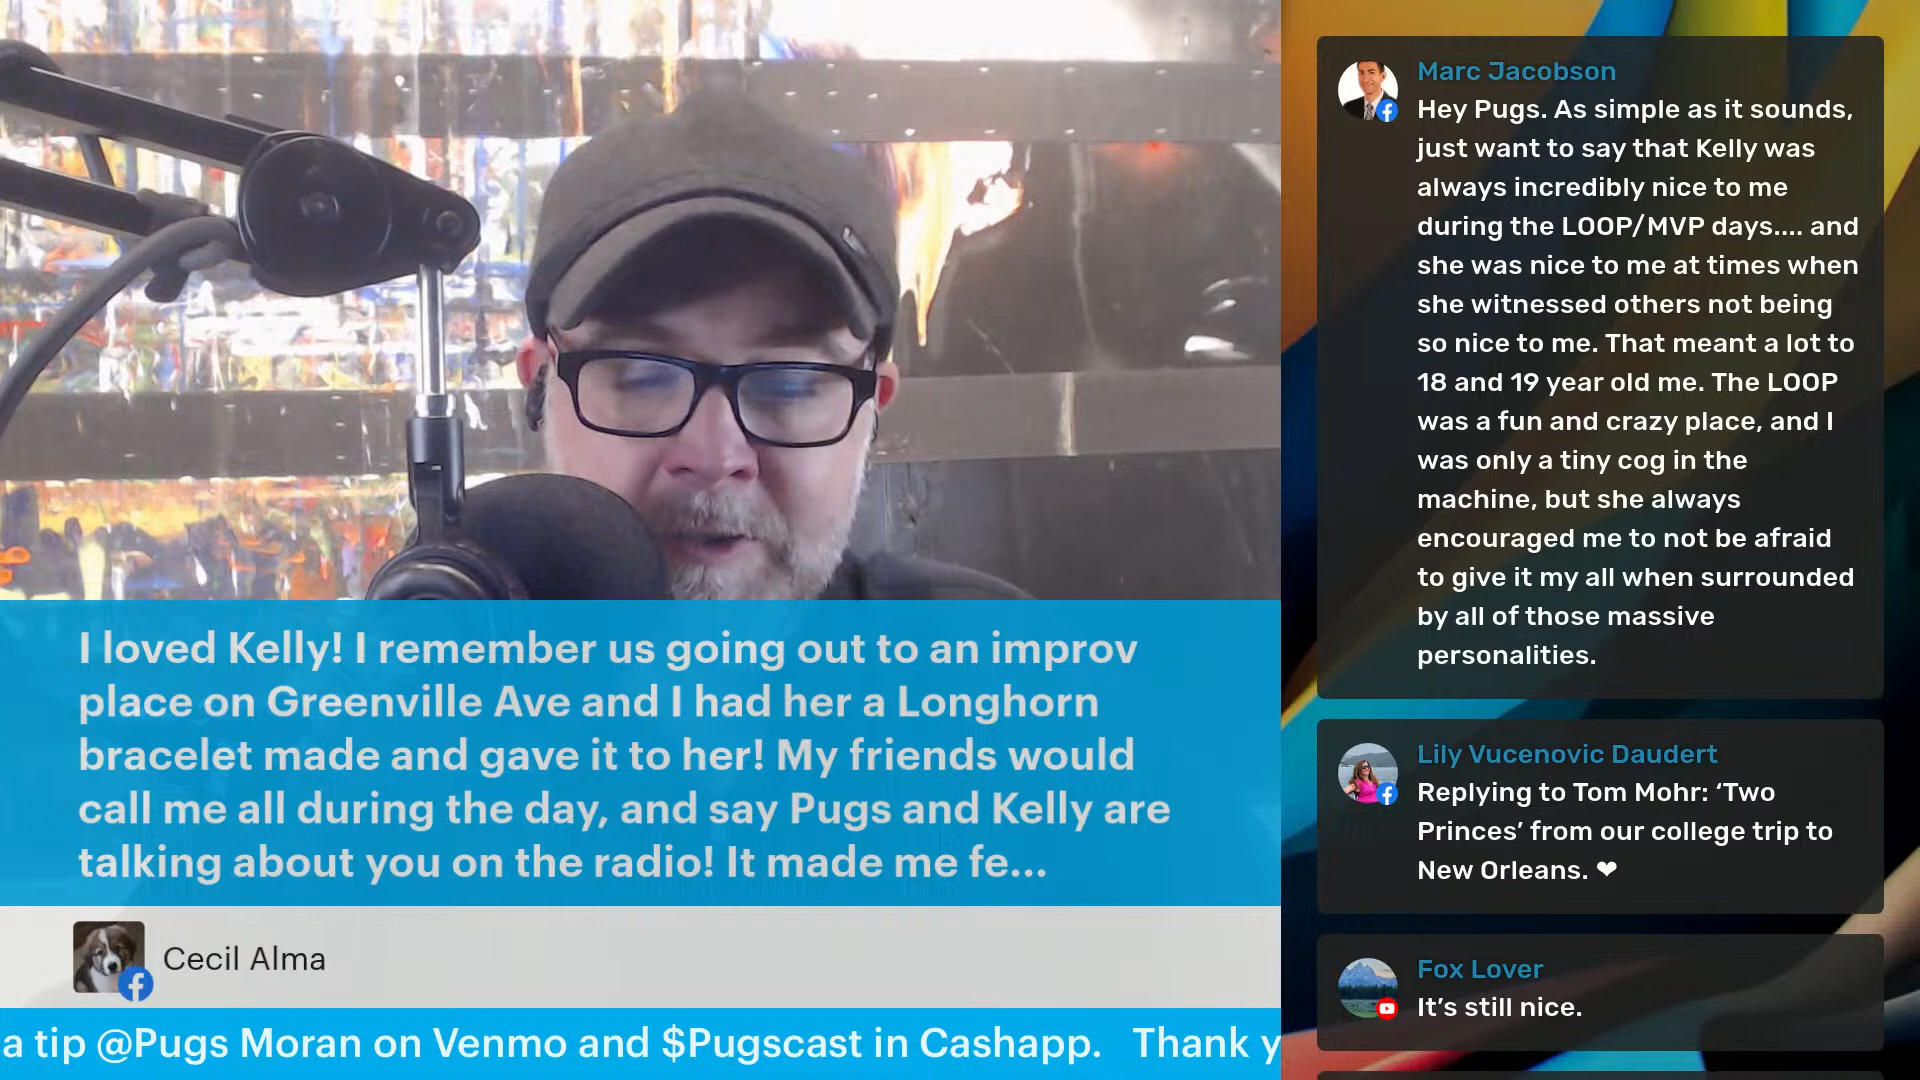 I loved Kelly! I remember us going out to an improv
place on Greenville Ave and I had her a Longhorn
bracelet made and gave it to her! My friends would
call me all during the day, and say Pugs and Kelly are
talking about you on the radio! It made me fe...
Cecil Alma
a tip @Pugs Moran on Venmo and $Pugscast in Cashapp. Thank y
Marc Jacobson
Hey Pugs. As simple as it sounds,
just want to say that Kelly was
always incredibly nice to me
during the LOOP/MVP days.... and
she was nice to me at times when
she witnessed others not being
so nice to me. That meant a lot to
18 and 19 year old me. The LOOP
was a fun and crazy place, and I
was only a tiny cog in the
machine, but she always
encouraged me to not be afraid
to give it my all when surrounded
by all of those massive
personalities.
Lily Vucenovic Daudert
Replying to Tom Mohr: ‘Two
Princes’ from our college trip to
New Orleans. ❤
Fox Lover
It’s still nice.